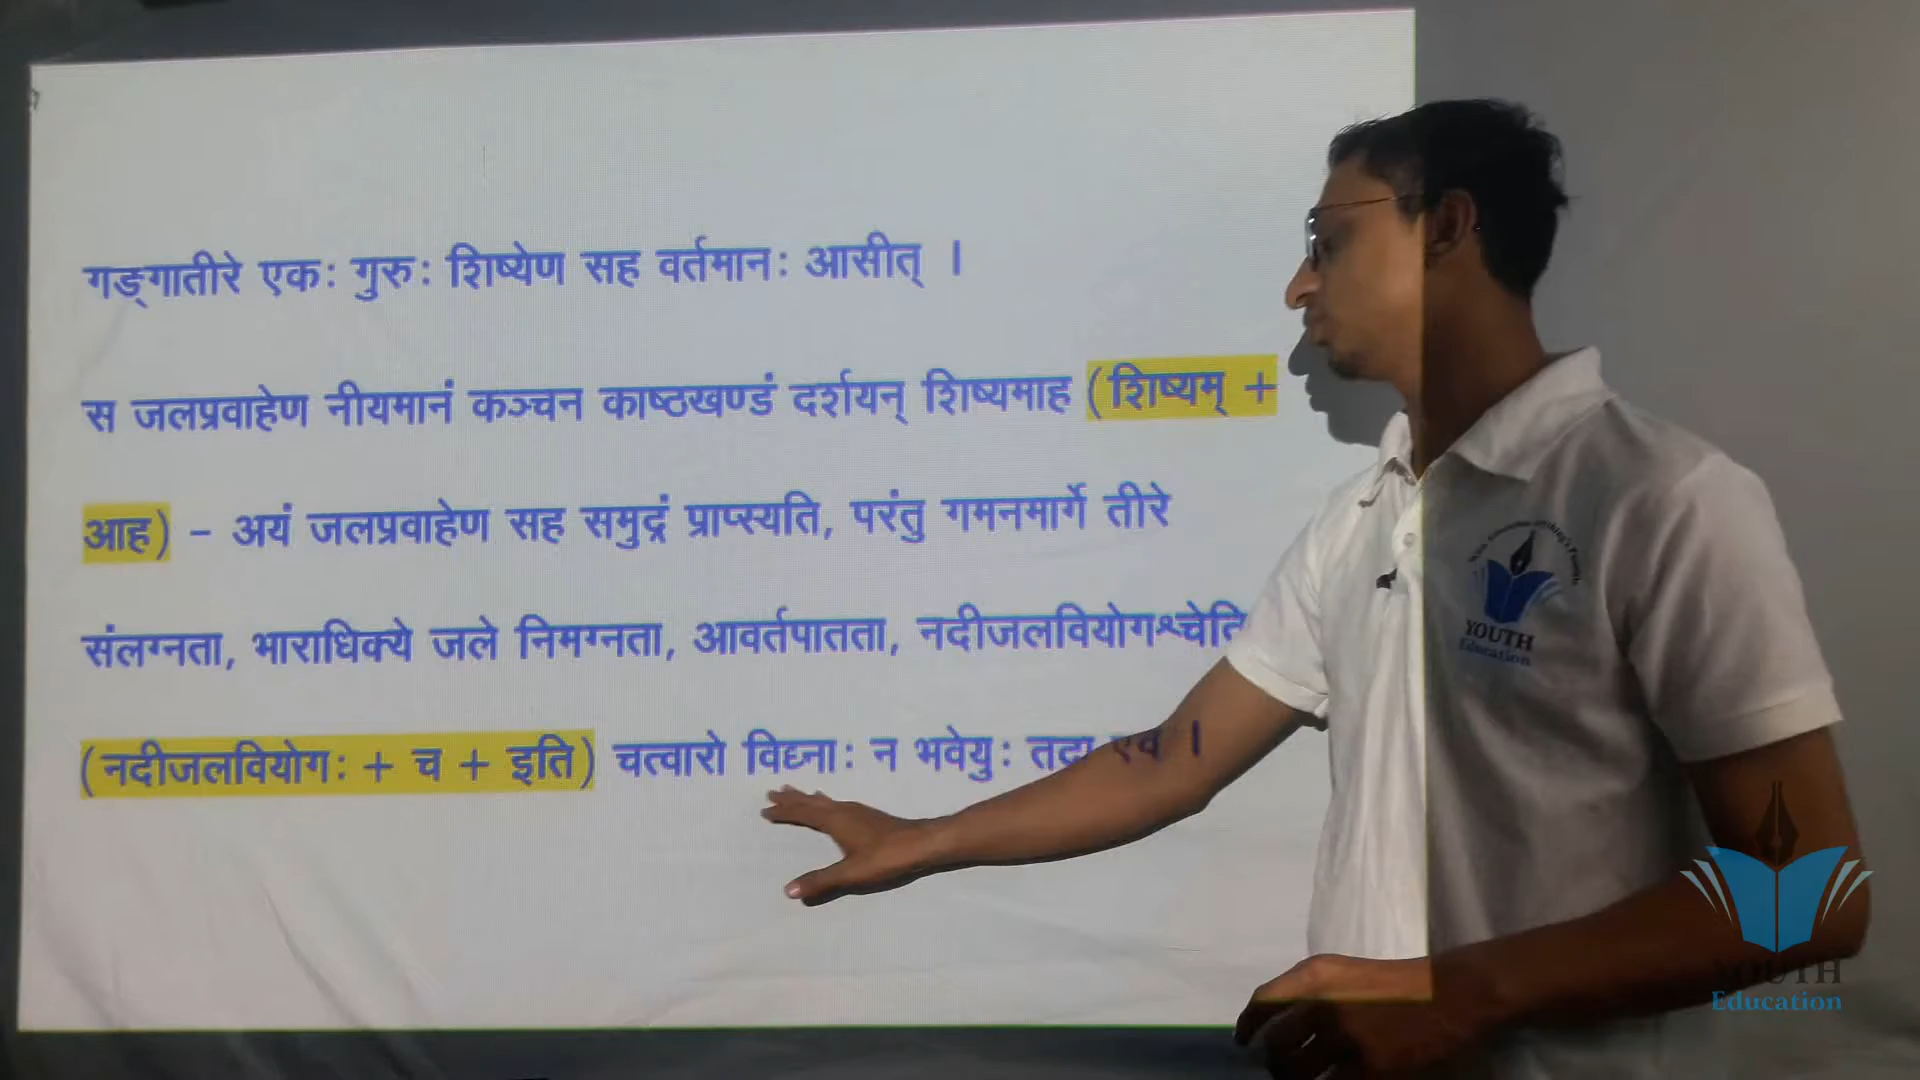 गङ्गातीरे एकः गुरुः शिष्येण सह वर्तमानः आसीत् ।
स जलप्रवाहेण नीयमानं कञ्चन काष्ठखण्डं दर्शयन् शिष्यमाह (शिष्यम् +
आह) – अयं जलप्रवाहेण सह समुद्रं प्राप्स्यति, परंतु गमनमार्गे तीरे
संलग्नता, भाराधिक्ये जले निमग्नता, आवर्तपातता, नदीजलवियोगश्चेति
(नदीजलवियोगः + च + इति) चत्वारो विघ्नाः न भवेयुः तदा एव ।
YOUTH
Education
YOUTH
Education